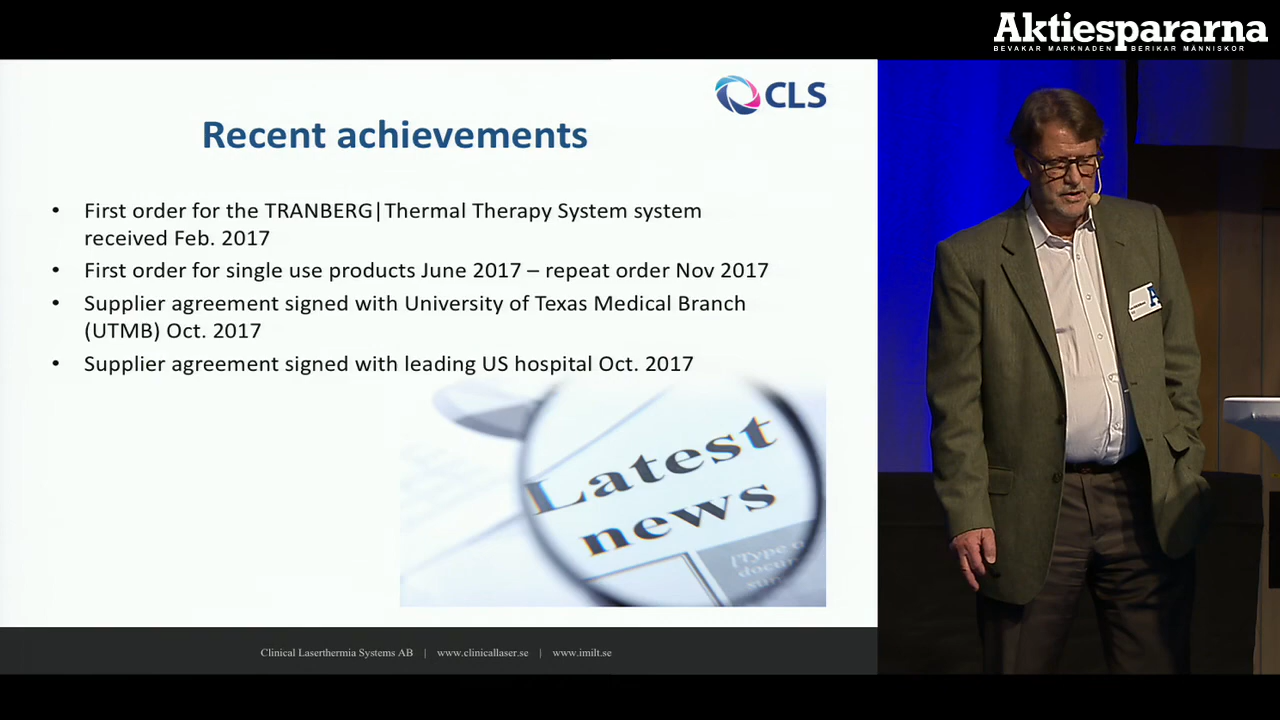 Aktiespararna
BEVAKAR MARKNADEN BERIKAR MÄNNISKOR
CLS
Recent achievements
• First order for the TRANBERG|Thermal Therapy System system
received Feb. 2017
• First order for single use products June 2017 – repeat order Nov 2017
• Supplier agreement signed with University of Texas Medical Branch
(UTMB) Oct. 2017
• Supplier agreement signed with leading US hospital Oct. 2017
Latest
news
[Type
Clinical Laserthermia Systems AB | www.clinicallaser.se | www.imilt.se